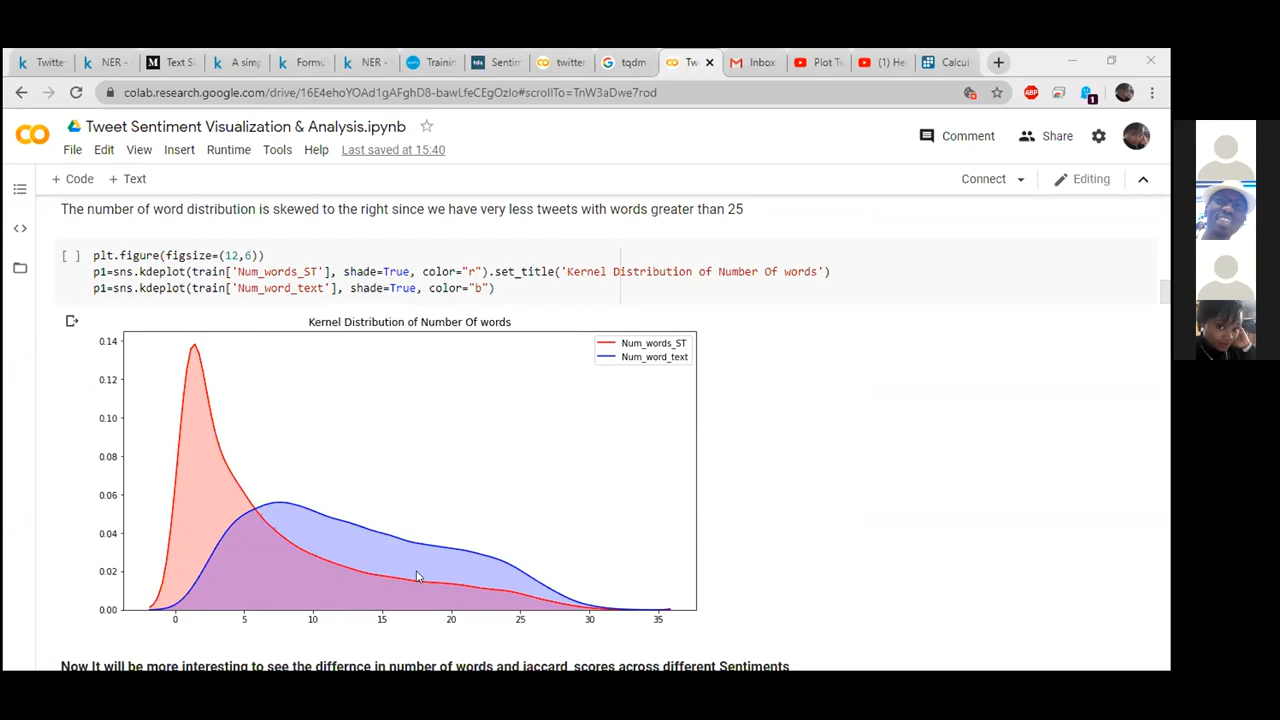 Twitte
NER -
Text S
A simp
Formu
NER -
Trainin
Sentim
twitter
tqdm
Tw
Inbox
Plot Tw
(1) He
Calcul
colab.research.google.com/drive/16E4ehoYOAd1gAFghD8-bawLfeCEgOzlo#scrollTo=TnW3aDwe7rod
ABP
1
Tweet Sentiment Visualization & Analysis.ipynb
Comment
Share
File Edit View Insert Runtime Tools Help Last saved at 15:40
+ Code + Text
Connect
Editing
The number of word distribution is skewed to the right since we have very less tweets with words greater than 25
[ ] plt.figure(figsize=(12,6))
p1=sns.kdeplot(train['Num_words_ST'], shade=True, color="r").set_title('Kernel Distribution of Number Of words')
p1=sns.kdeplot(train['Num_word_text'], shade=True, color="b")
Kernel Distribution of Number Of words
Num_words_ST
Num_word_text
0.14
0.12
0.10
0.08
0.06
0.04
0.02
0.00
0 5 10 15 20 25 30 35
Now It will be more interesting to see the differnce in number of words and jaccard_scores across different Sentiments